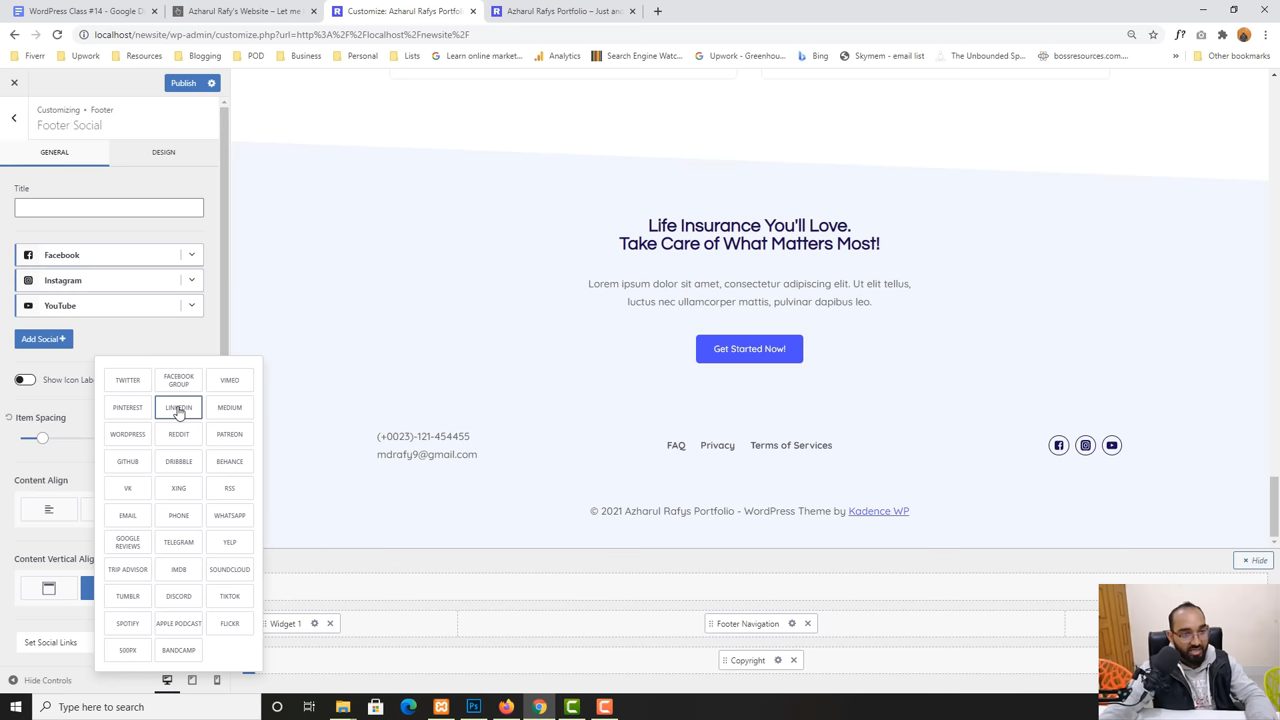 WordPress Class #14 - Google Doc
Azharul Rafy's Website – Let me
Customize: Azharul Rafys Portfol
Azharul Rafys Portfolio – Just an
localhost/newsite/wp-admin/customize.php?url=http%3A%2F%2Flocalhost%2Fnewsite%2F
Fiverr
Upwork
Resources
Blogging
POD
Business
Personal
Lists
Learn online market...
Analytics
Search Engine Watc...
Upwork - Greenhou...
Bing
Skymem - email list
The Unbounded Sp...
bossresources.com...
»
Other bookmarks
Publish
Customizing • Footer
Footer Social
GENERAL
DESIGN
Title
Facebook
Instagram
YouTube
Add Social +
TWITTER
FACEBOOK GROUP
VIMEO
Show Icon Labe
PINTEREST
LINKEDIN
MEDIUM
Item Spacing
WORDPRESS
REDDIT
PATREON
GITHUB
DRIBBBLE
BEHANCE
Content Align
VK
XING
RSS
EMAIL
PHONE
WHATSAPP
GOOGLE REVIEWS
TELEGRAM
YELP
Content Vertical Align
TRIP ADVISOR
IMDB
SOUNDCLOUD
TUMBLR
DISCORD
TIKTOK
SPOTIFY
APPLE PODCAST
FLICKR
Set Social Links
500PX
BANDCAMP
Hide Controls
Life Insurance You'll Love.
Take Care of What Matters Most!
Lorem ipsum dolor sit amet, consectetur adipiscing elit. Ut elit tellus,
luctus nec ullamcorper mattis, pulvinar dapibus leo.
Get Started Now!
(+0023)-121-454455
mdrafy9@gmail.com
FAQ
Privacy
Terms of Services
© 2021 Azharul Rafys Portfolio - WordPress Theme by Kadence WP
Hide
Widget 1
Footer Navigation
Copyright
Type here to search